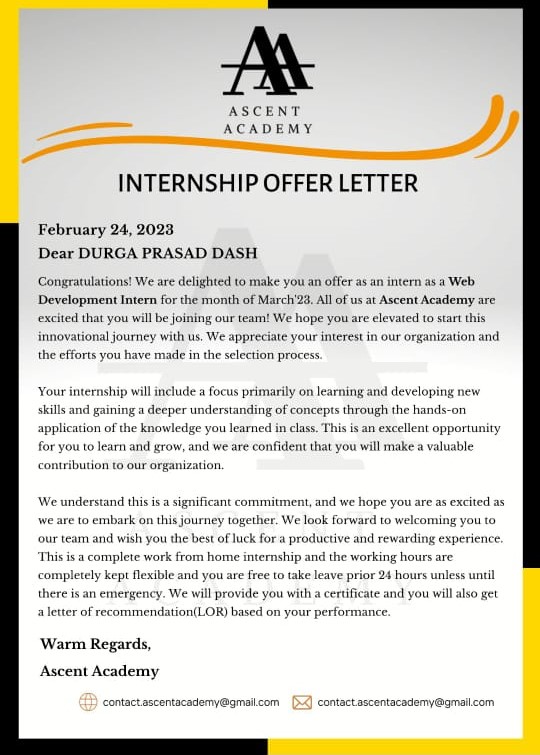 ASCENT
ACADEMY
INTERNSHIP OFFER LETTER
February 24, 2023
Dear DURGA PRASAD DASH
Congratulations! We are delighted to make you an offer as an intern as a Web
Development Intern for the month of March'23. All of us at Ascent Academy are
excited that you will be joining our team! We hope you are elevated to start this
innovational journey with us. We appreciate your interest in our organization and
the efforts you have made in the selection process.
Your internship will include a focus primarily on learning and developing new
skills and gaining a deeper understanding of concepts through the hands-on
application of the knowledge you learned in class. This is an excellent opportunity
for you to learn and grow, and we are confident that you will make a valuable
contribution to our organization.
We understand this is a significant commitment, and we hope you are as excited as
we are to embark on this journey together. We look forward to welcoming you to
our team and wish you the best of luck for a productive and rewarding experience.
This is a complete work from home internship and the working hours are
completely kept flexible and you are free to take leave prior 24 hours unless until
there is an emergency. We will provide you with a certificate and you will also get
a letter of recommendation(LOR) based on your performance.
Warm Regards,
Ascent Academy
contact.ascentacademy@gmail.com contact.ascentacademy@gmail.com